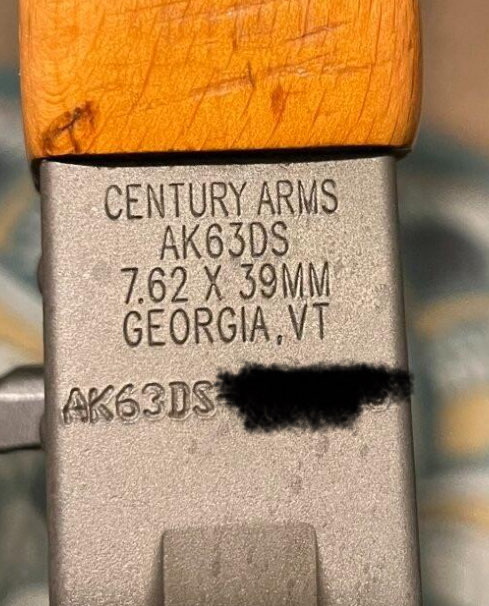 CENTURY ARMS
AK63DS
7.62 X 39MM
GEORGIA, VT
AK63DS